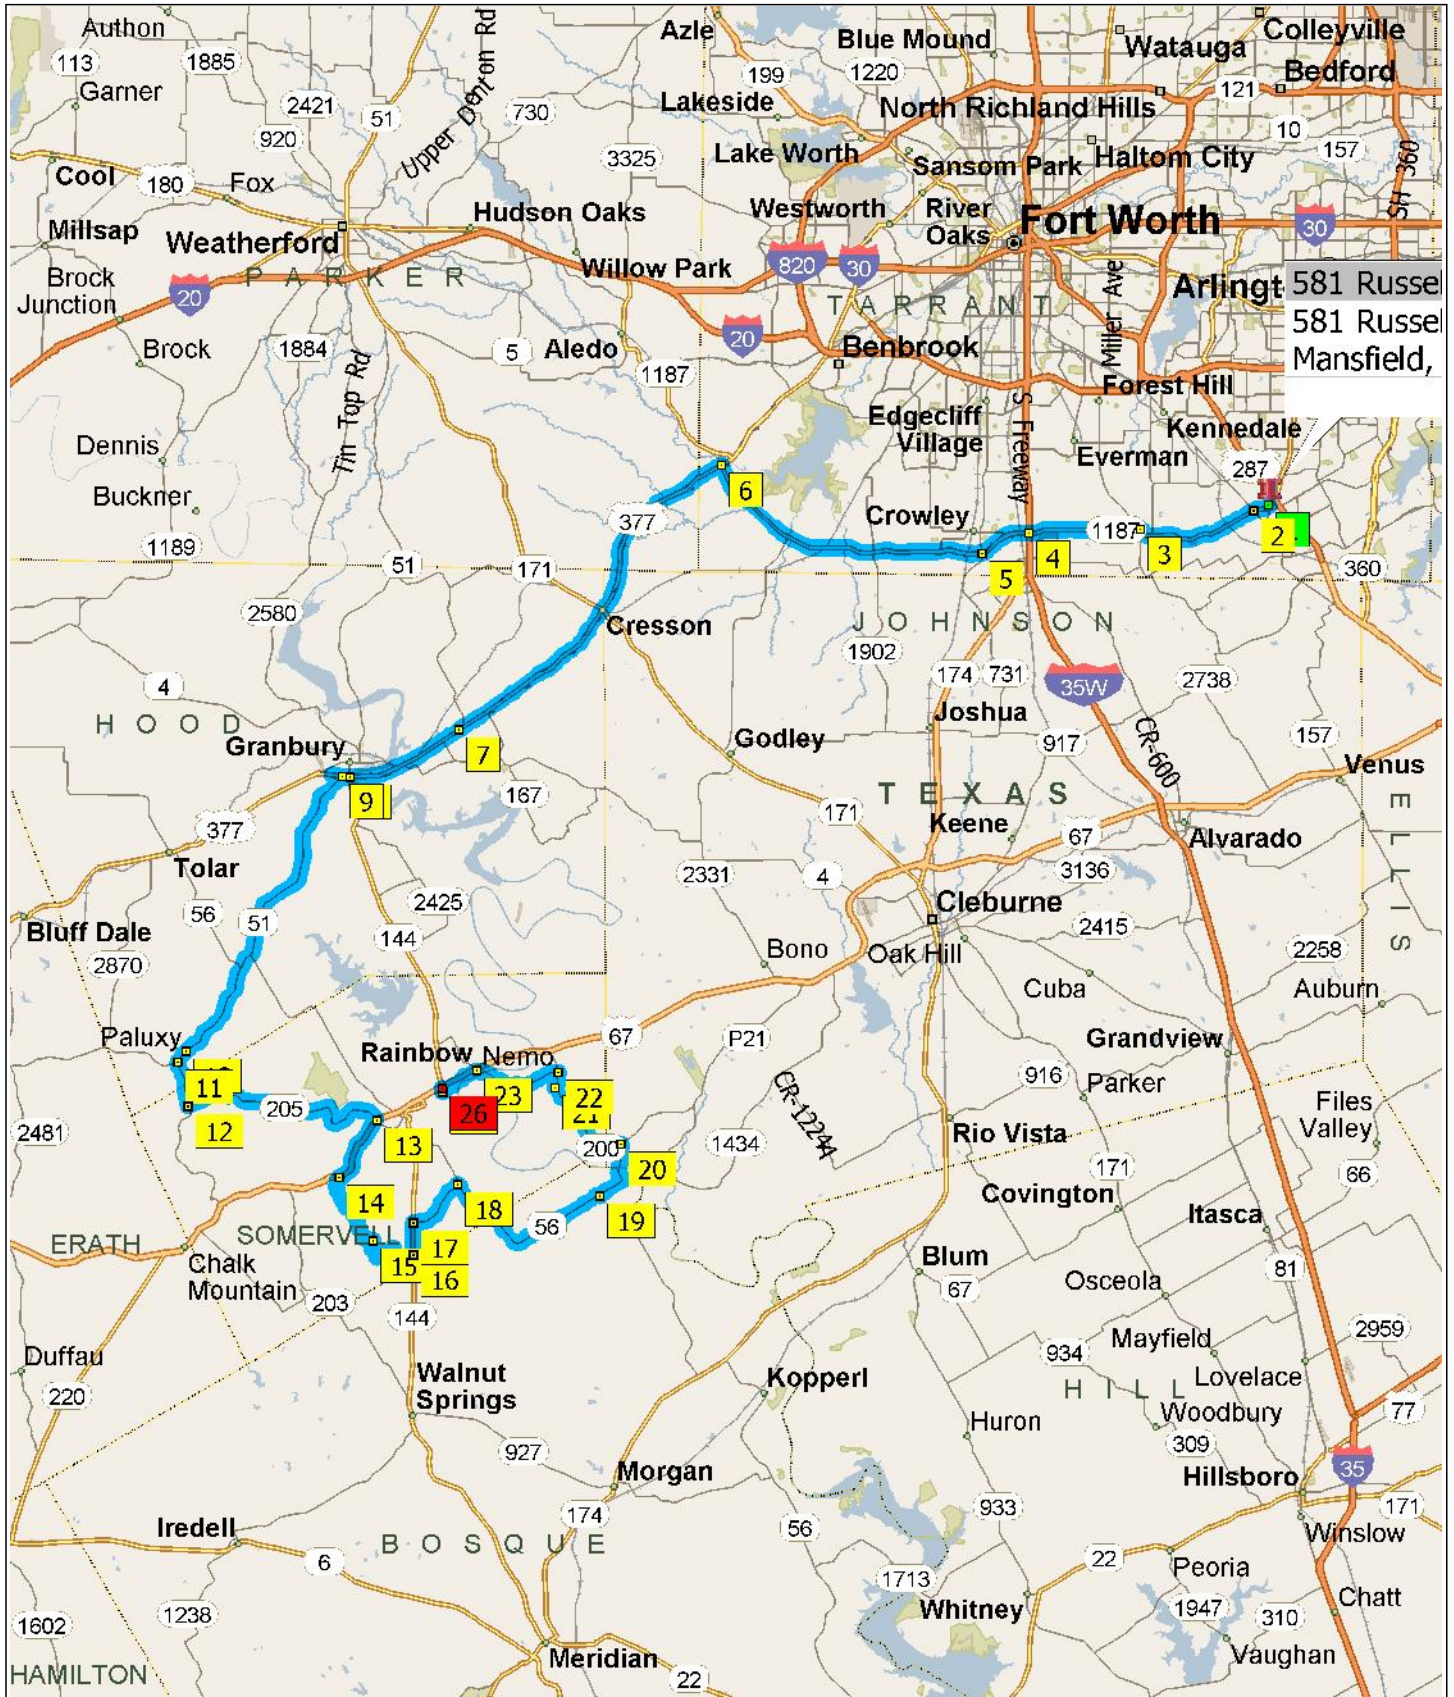 Authon
113
1885
Garner
2421
920
51
Upper Denton Rd
730
Azle
199
Blue Mound
1220
Lakeside
3325
Watauga
Colleyville
Bedford
North Richland Hills
121
10
157
SH 360
Lake Worth
Sansom Park
Haltom City
Cool
180
Fox
Millsap
Weatherford
Hudson Oaks
Westworth
River
Oaks
Fort Worth
30
Brock
Junction
20
PARKER
Willow Park
820
30
TARRANT
Miller Ave
Arlingt
581 Russel
581 Russel
Mansfield,
Brock
1884
Tin Top Rd
5
Aledo
20
1187
Benbrook
Forest Hill
Edgecliff
Village
S Freeway
Kennedale
Everman
287
Dennis
Buckner
1189
6
377
Crowley
1187
2
3
4
5
360
51
171
2580
Cresson
JOHNSON
1902
174
731
35W
2738
4
HOOD
Granbury
7
Joshua
Godley
917
CR-600
157
Venus
9
167
TEXAS
171
Keene
67
Alvarado
ELLIS
377
Tolar
2331
4
3136
56
51
2425
144
Cleburne
2415
Bluff Dale
2870
Bono
Oak Hill
2258
Cuba
Auburn
Paluxy
Rainbow
Nemo
67
P21
Grandview
11
12
205
26
23
22
21
CR-1224A
916
Parker
Files
Valley
2481
13
200
20
1434
Rio Vista
171
66
14
18
19
56
Covington
Itasca
ERATH
SOMERVELL
15
17
16
Chalk
Mountain
203
144
Blum
67
Osceola
81
Duffau
220
Walnut
Springs
Kopperl
934
Mayfield
2959
Lovelace
HILL
Woodbury
77
Huron
309
927
Morgan
Hillsboro
35
171
174
933
Iredell
BOSQUE
56
Winslow
6
22
Peoria
1713
1238
1602
Whitney
1947
310
Chatt
Vaughan
HAMILTON
Meridian
22